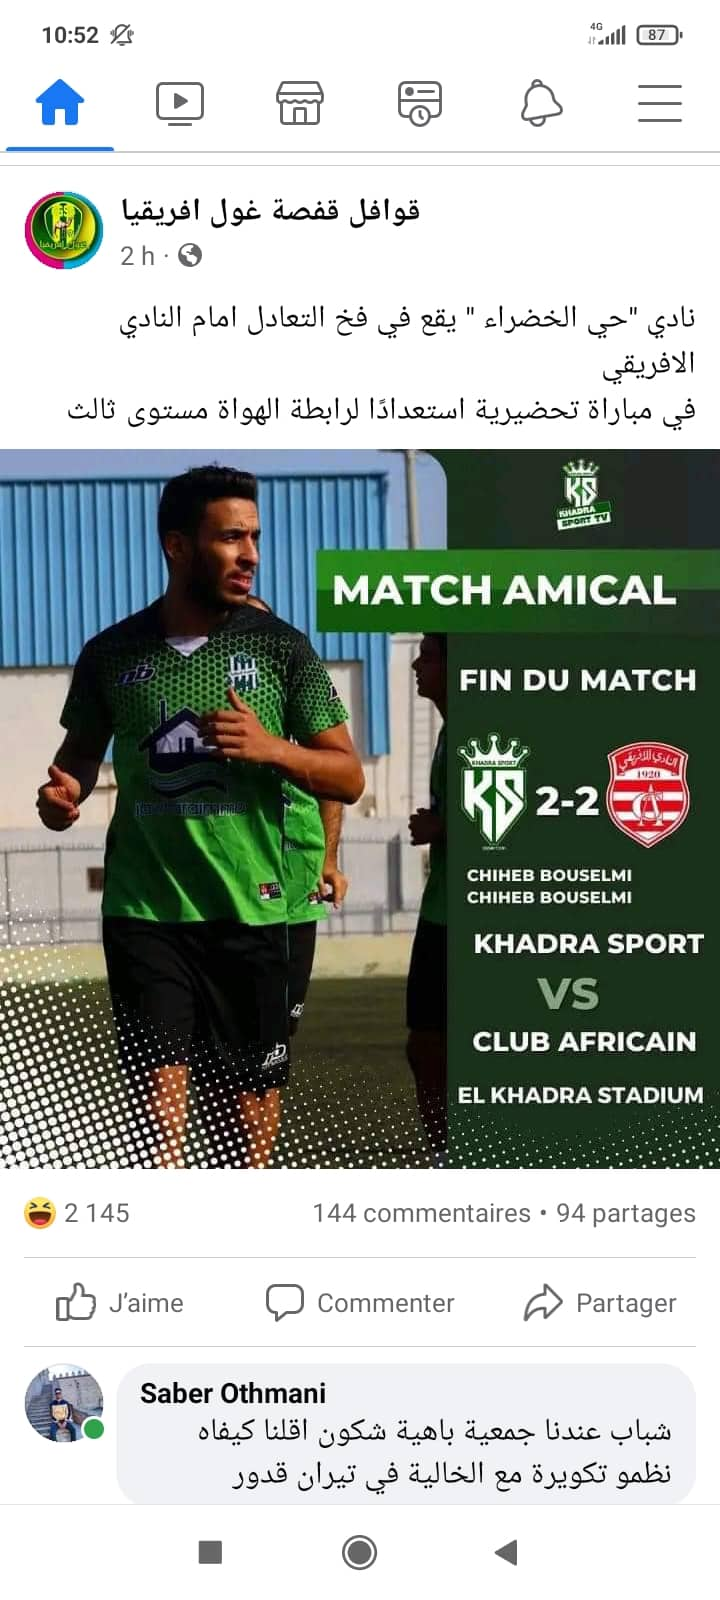 10:52
4G
87
قوافل قفصة غول افريقيا
2 h ·
نادي "حي الخضراء " يقع في فخ التعادل امام النادي
الافريقي
في مباراة تحضيرية استعدادًا لرابطة الهواة مستوى ثالث
KS
KHADRA
SPORT TV
MATCH AMICAL
FIN DU MATCH
KHADRA SPORT
KS
2-2
النادي الافريقي
1920
CHIHEB BOUSELMI
CHIHEB BOUSELMI
KHADRA SPORT
VS
CLUB AFRICAIN
EL KHADRA STADIUM
2 145
144 commentaires • 94 partages
J'aime
Commenter
Partager
Saber Othmani
شباب عندنا جمعية باهية شكون اقلنا كيفاه
نظمو تكويرة مع الخالية في تيران قدور